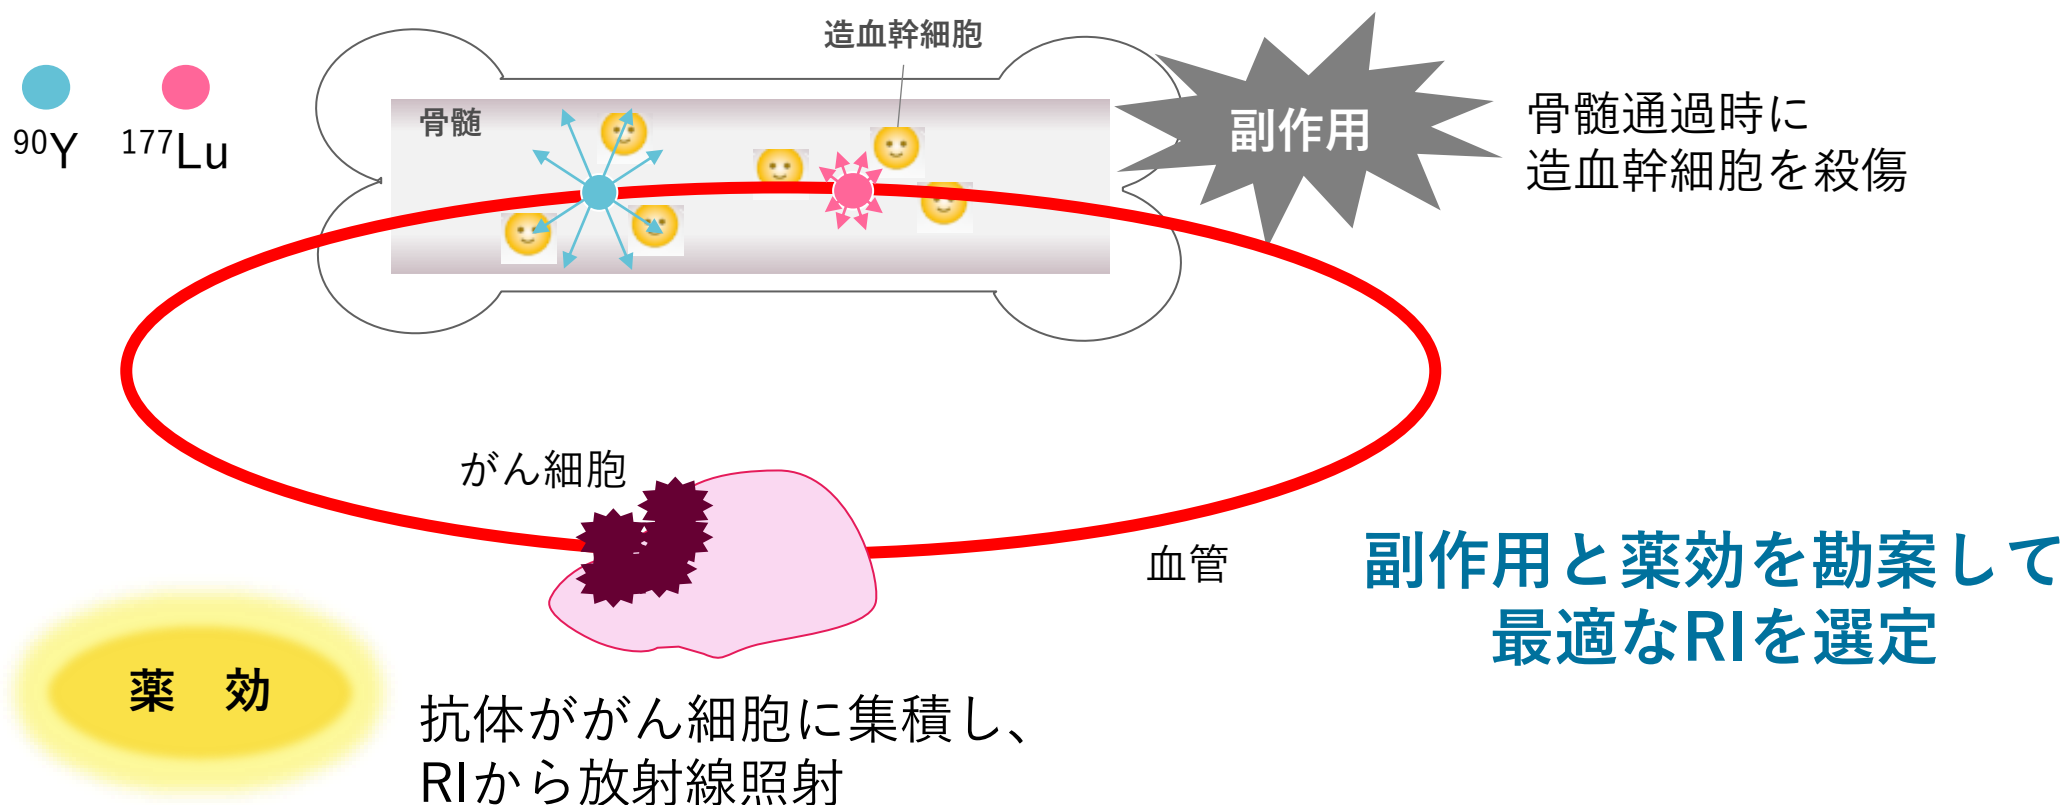 造血幹細胞
骨髄
90Y
177Lu
副作用
骨髄通過時に
造血幹細胞を殺傷
がん細胞
血管
副作用と薬効を勘案して
最適なRIを選定
薬　効
抗体ががん細胞に集積し、
RIから放射線照射